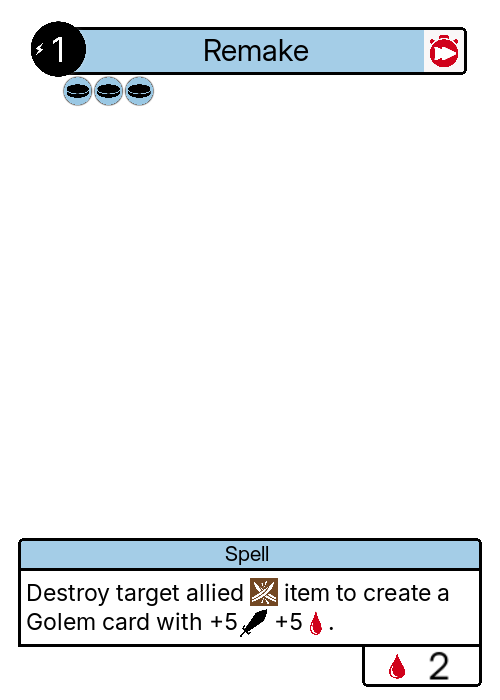 1
Remake
Spell
Destroy target allied item to create a
Golem card with +5 +5 .
2